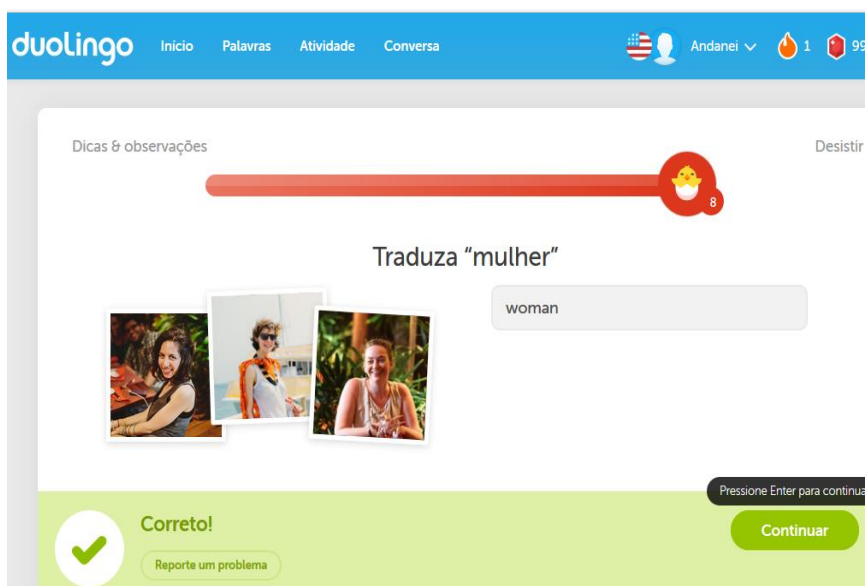 duolingo Início Palavras Atividade Conversa Andanei 1 99
Dicas & observações Desistir
8
Traduza “mulher”
woman
Pressione Enter para continua
Correto!
Continuar
Reporte um problema